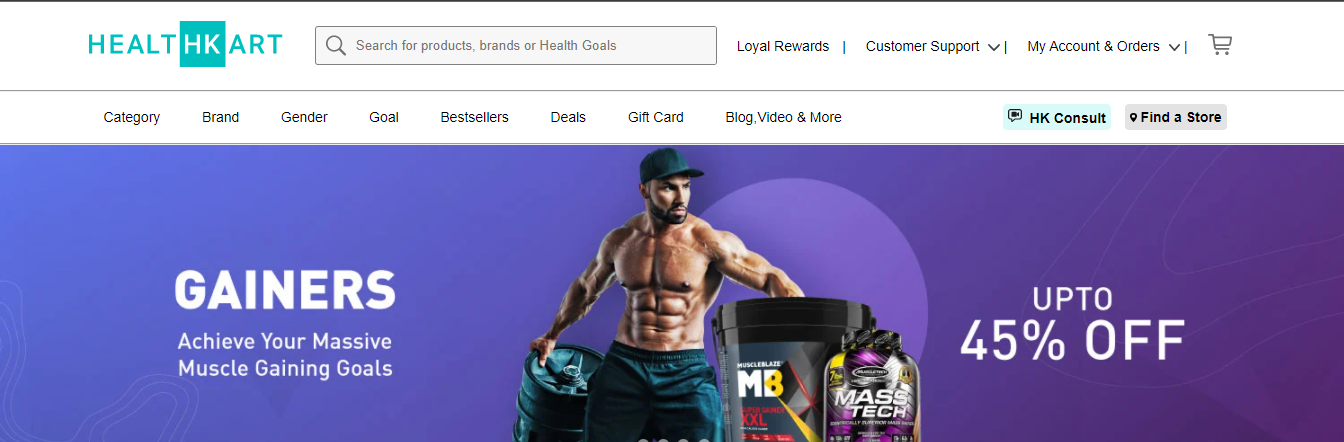 HEALTHKART
Search for products, brands or Health Goals
Loyal Rewards | Customer Support | My Account & Orders |
Category Brand Gender Goal Bestsellers Deals Gift Card Blog,Video & More
HK Consult Find a Store
GAINERS
Achieve Your Massive
Muscle Gaining Goals
UPTO
45% OFF
MUSCLEBLAZE
MB
SUPER GAINER
XXL
MUSCLETECH
MASS
TECH